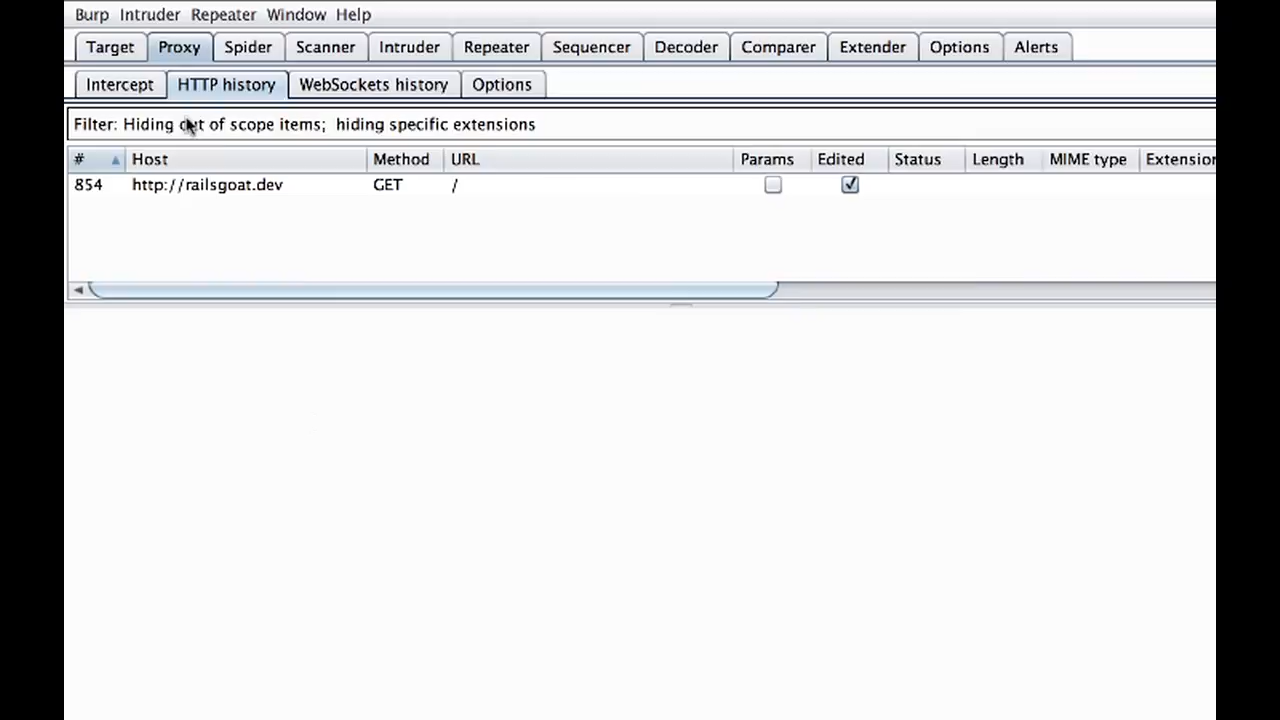 Burp Intruder Repeater Window Help
Target Proxy Spider Scanner Intruder Repeater Sequencer Decoder Comparer Extender Options Alerts
Intercept HTTP history WebSockets history Options
Filter: Hiding out of scope items; hiding specific extensions
# Host Method URL Params Edited Status Length MIME type Extension
854 http://railsgoat.dev GET /